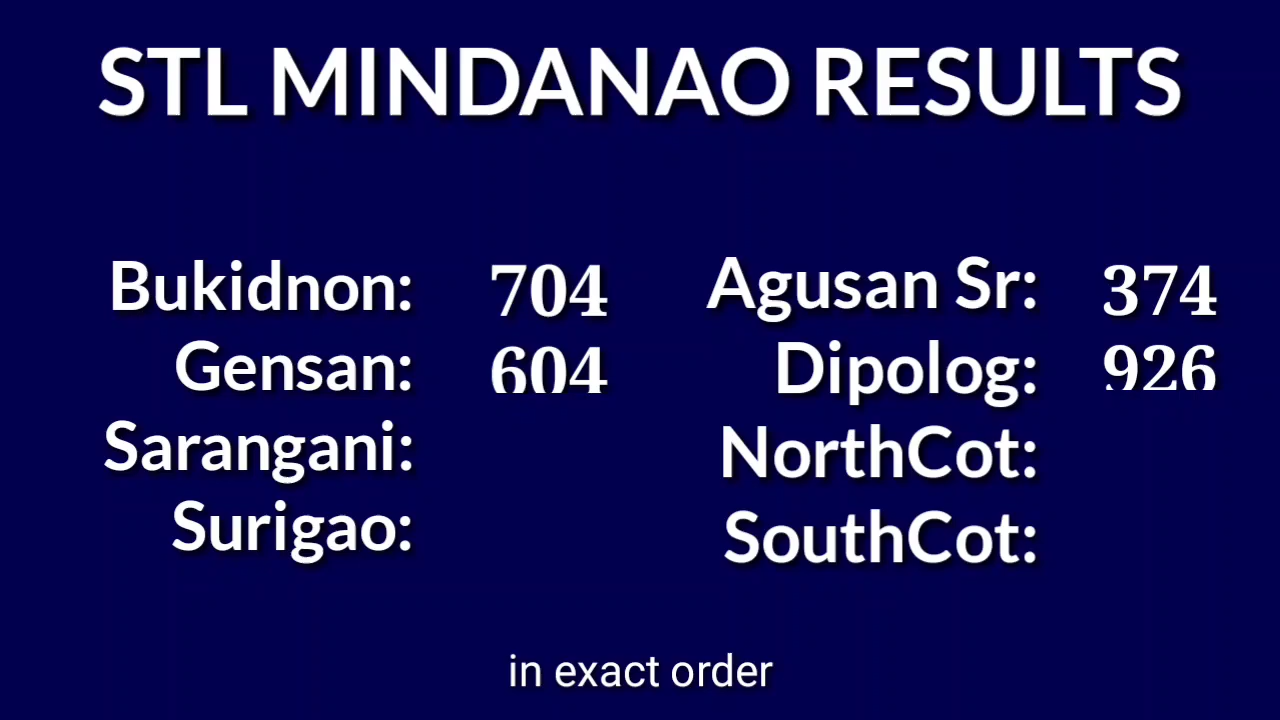 STL MINDANAO RESULTS
Bukidnon: 704
Gensan: 604
Sarangani:
Surigao:
Agusan Sr: 374
Dipolog: 926
NorthCot:
SouthCot:
in exact order